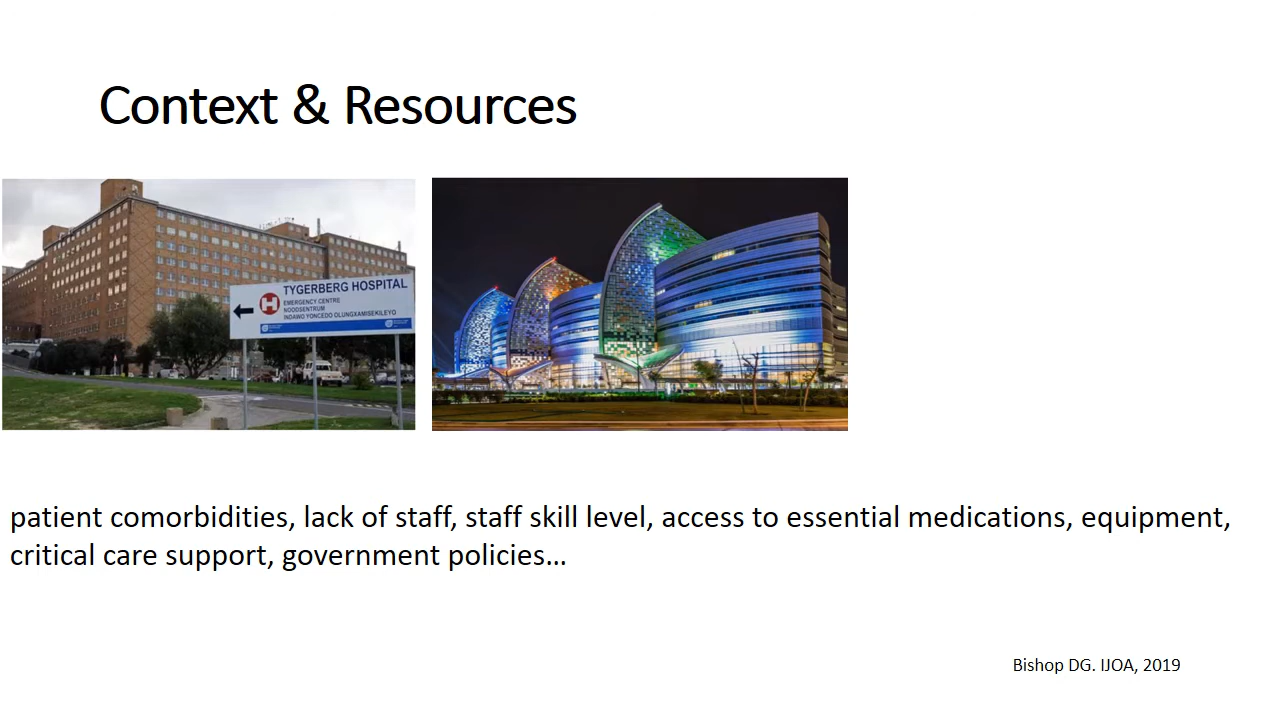 Context & Resources
TYGERBERG HOSPITAL
H
EMERGENCY CENTRE
NOODSENTRUM
INDAWO YONCEDO OLUNGXAMISEKILEYO
patient comorbidities, lack of staff, staff skill level, access to essential medications, equipment,
critical care support, government policies…
Bishop DG. IJOA, 2019